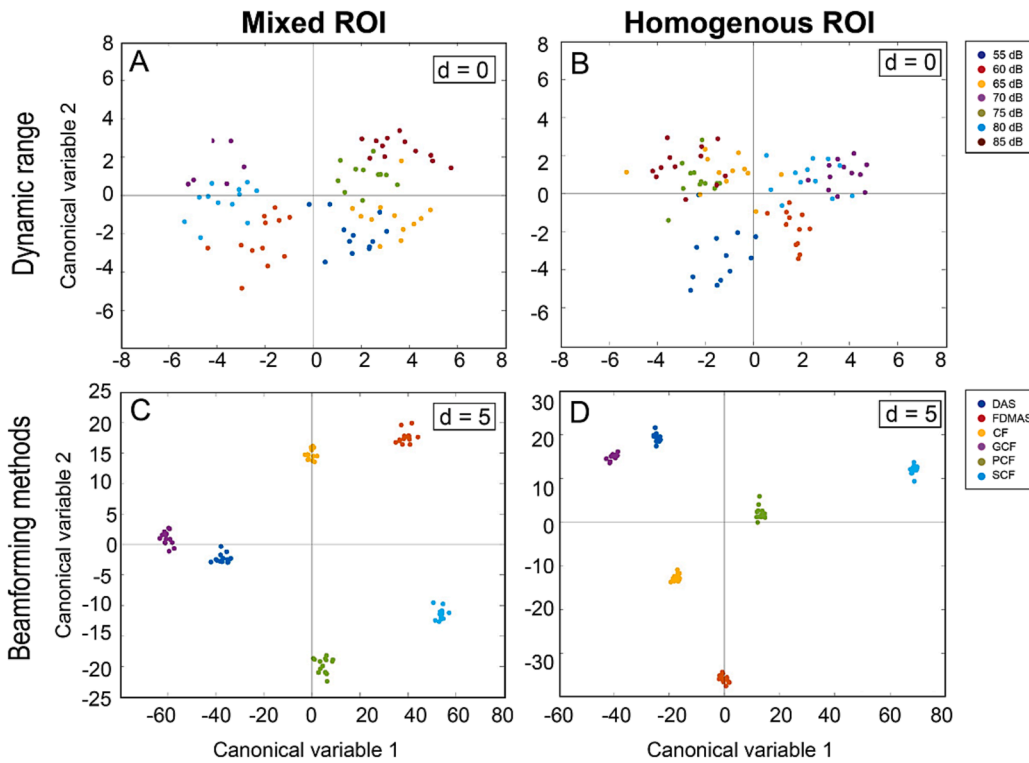 Mixed ROI
Homogenous ROI
Dynamic range
Canonical variable 2
A
d = 0
8
6
4
2
0
-2
-4
-6
-8 -6 -4 -2 0 2 4 6 8
B
d = 0
8
6
4
2
0
-2
-4
-6
-8 -6 -4 -2 0 2 4 6 8
55 dB
60 dB
65 dB
70 dB
75 dB
80 dB
85 dB
Beamforming methods
Canonical variable 2
C
d = 5
25
20
15
10
5
0
-5
-10
-15
-20
25
-60 -40 -20 0 20 40 60 80
Canonical variable 1
D
d = 5
30
20
10
0
-10
-20
-30
-60 -40 -20 0 20 40 60 80
Canonical variable 1
DAS
FDMAS
CF
GCF
PCF
SCF